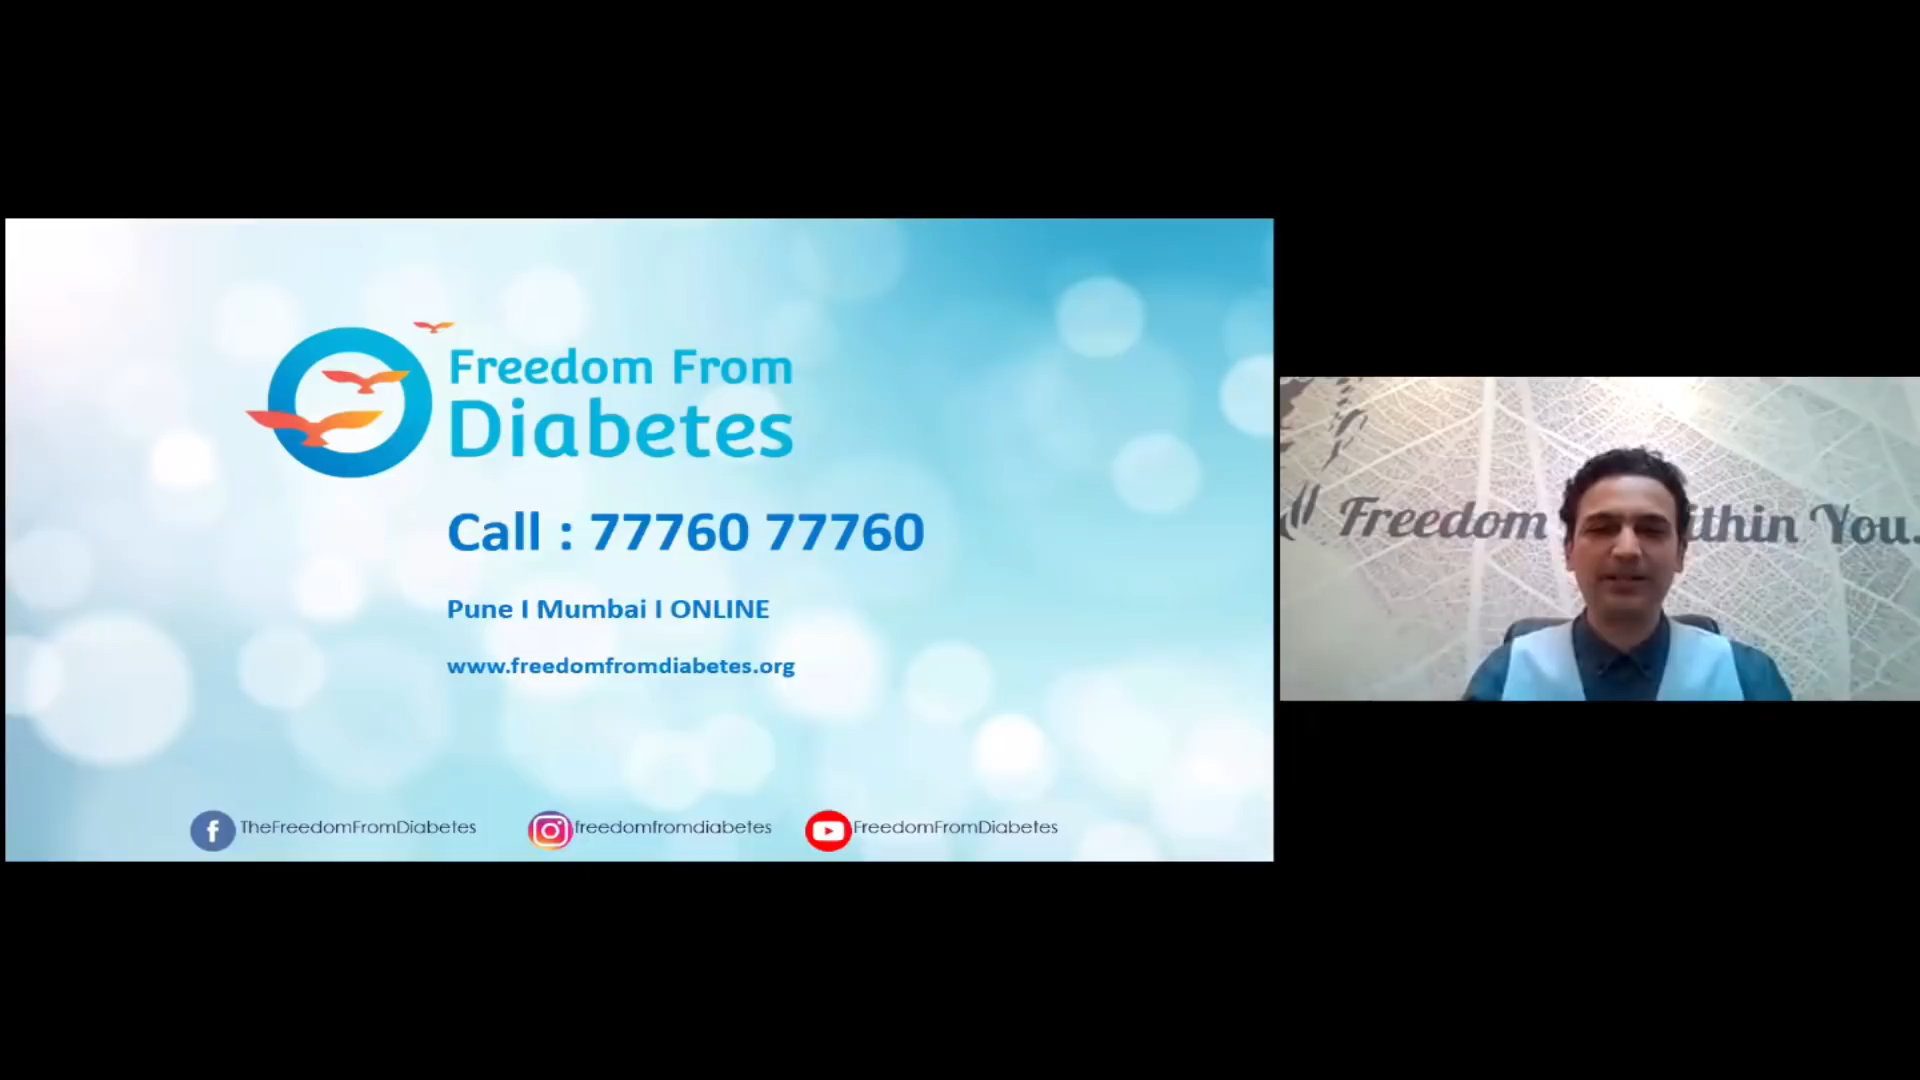 Freedom From
Diabetes
Call : 77760 77760
Pune I Mumbai I ONLINE
www.freedomfromdiabetes.org
TheFreedomFromDiabetes
freedomfromdiabetes
FreedomFromDiabetes
Freedom ithin You.